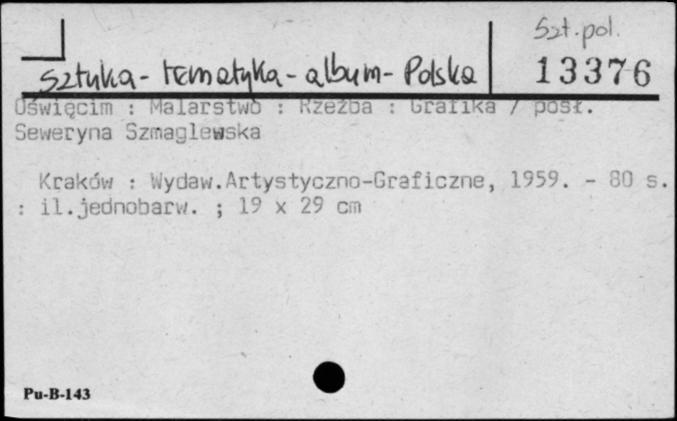 Szt.pol.
Sztuka - tematyka - album - Polska
13376
Oświęcim : Malarstwo : Rzeźba : Grafika / posł.
Seweryna Szmaglewska
Kraków : Wydaw.Artystyczno-Graficzne, 1959. - 80 s.
: il.jednobarw. ; 19 x 29 cm
Pu-B-143